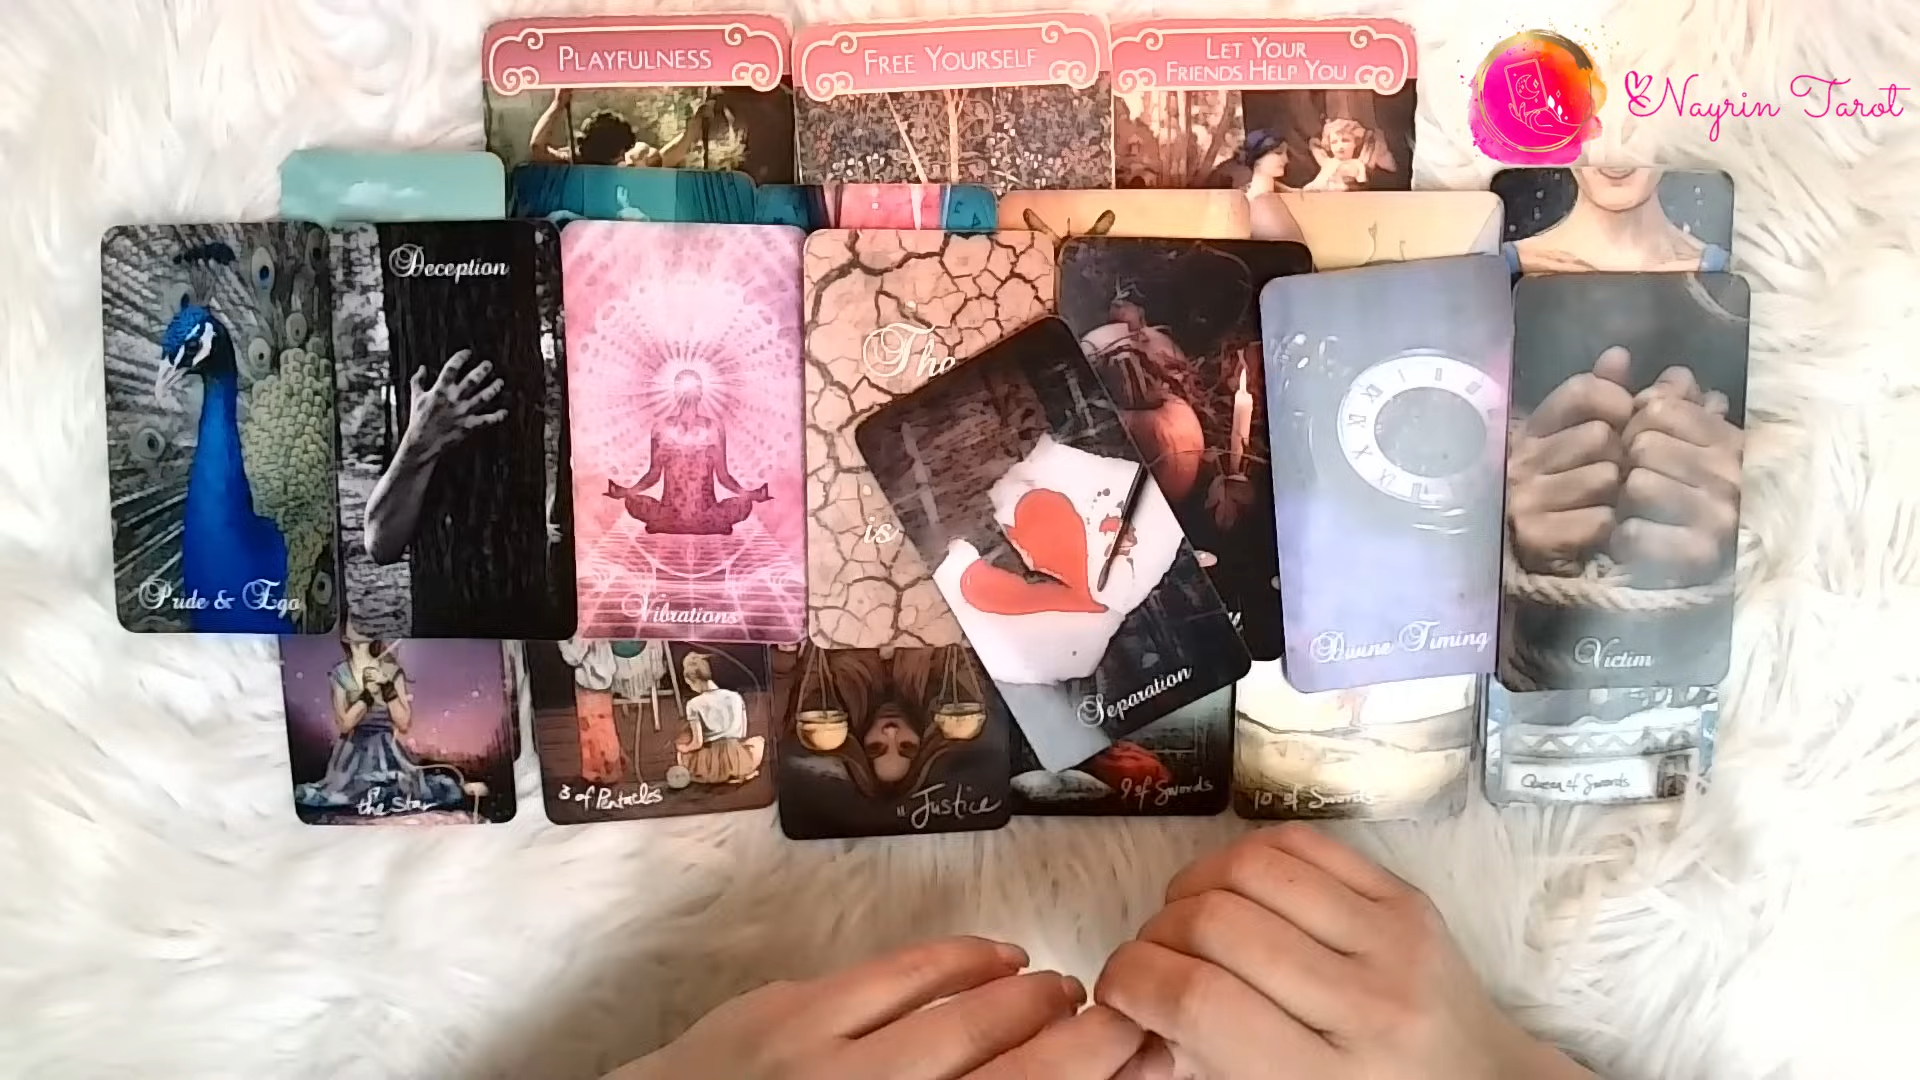 PLAYFULNESS
FREE YOURSELF
LET YOUR
FRIENDS HELP YOU
Nayrin Tarot
Deception
The
is
Pride & Ego
Vibrations
Separation
Divine Timing
Victim
the Star
3 of Pentacles
Justice
9 of Swords
10 of Swords
Queen of Swords